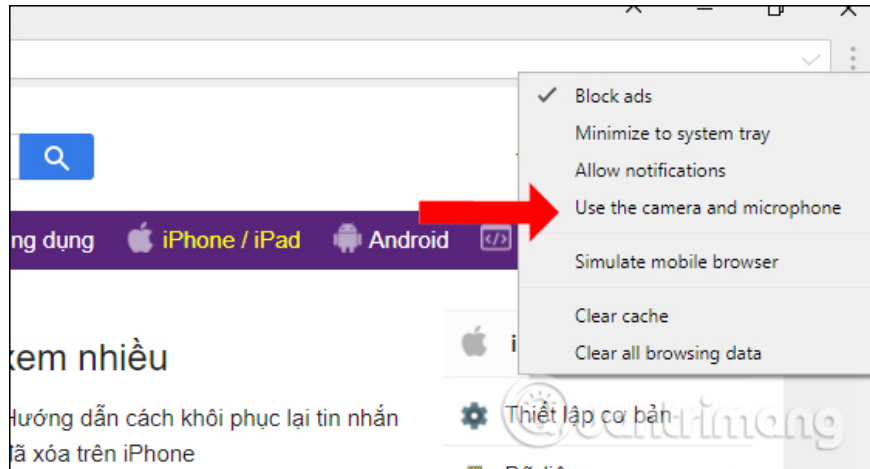 Block ads
Minimize to system tray
Allow notifications
Use the camera and microphone
Simulate mobile browser
Clear cache
Clear all browsing data
ng dụng
iPhone / iPad
Android
xem nhiều
Hướng dẫn cách khôi phục lại tin nhắn
đã xóa trên iPhone
i
Thiết lập cơ bản
uantrimang